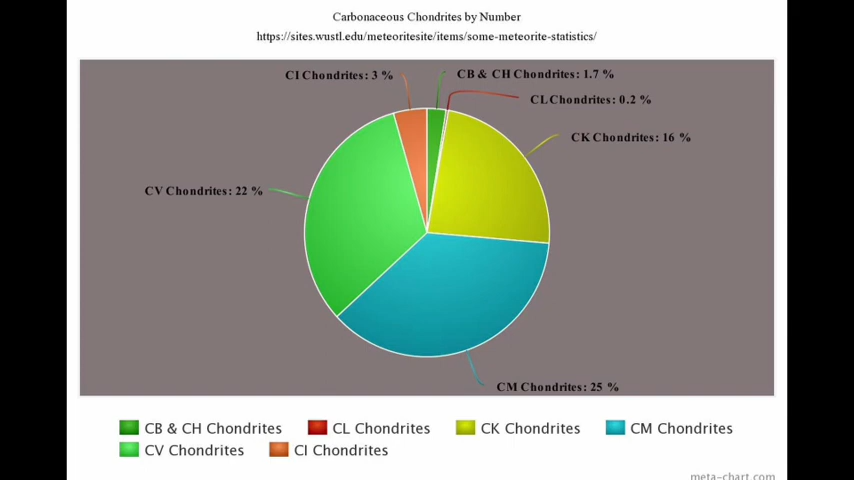 Carbonaceous Chondrites by Number
https://sites.wustl.edu/meteoritesite/items/some-meteorite-statistics/
CI Chondrites: 3 %
CB & CH Chondrites: 1.7 %
CL Chondrites: 0.2 %
CK Chondrites: 16 %
CV Chondrites: 22 %
CM Chondrites: 25 %
CB & CH Chondrites
CL Chondrites
CK Chondrites
CM Chondrites
CV Chondrites
CI Chondrites
meta-chart.com